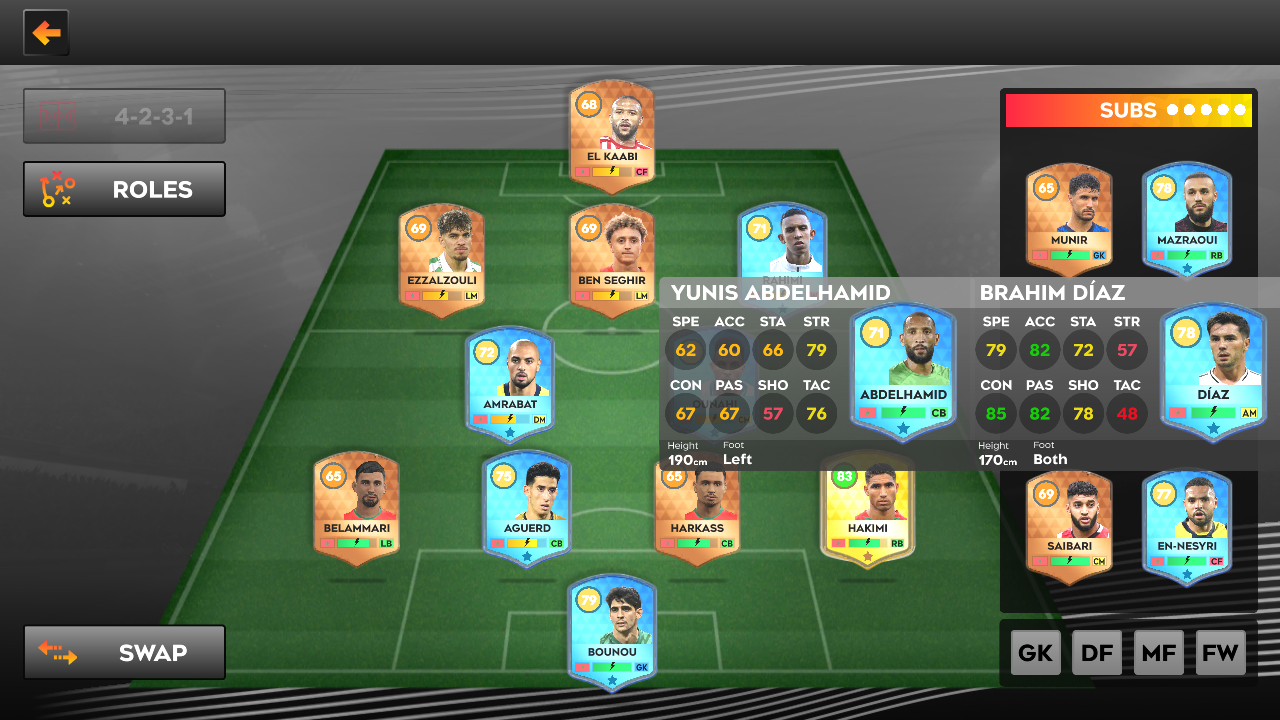 4-2-3-1
ROLES
SWAP
68
EL KAABI
CF
69
EZZALZOULI
LM
69
BEN SEGHIR
LM
71
RAHIMI
72
AMRABAT
DM
OUNAHI
65
BELAMMARI
LB
75
AGUERD
CB
65
HARKASS
CB
83
HAKIMI
RB
79
BOUNOU
GK
SUBS
65
MUNIR
GK
78
MAZRAOUI
RB
YUNIS ABDELHAMID
SPE ACC STA STR
62 60 66 79
CON PAS SHO TAC
67 67 57 76
Height Foot
190cm Left
71
ABDELHAMID
CB
BRAHIM DÍAZ
SPE ACC STA STR
79 82 72 57
CON PAS SHO TAC
85 82 78 48
Height Foot
170cm Both
78
DÍAZ
AM
69
SAIBARI
CM
77
EN-NESYRI
CF
GK DF MF FW